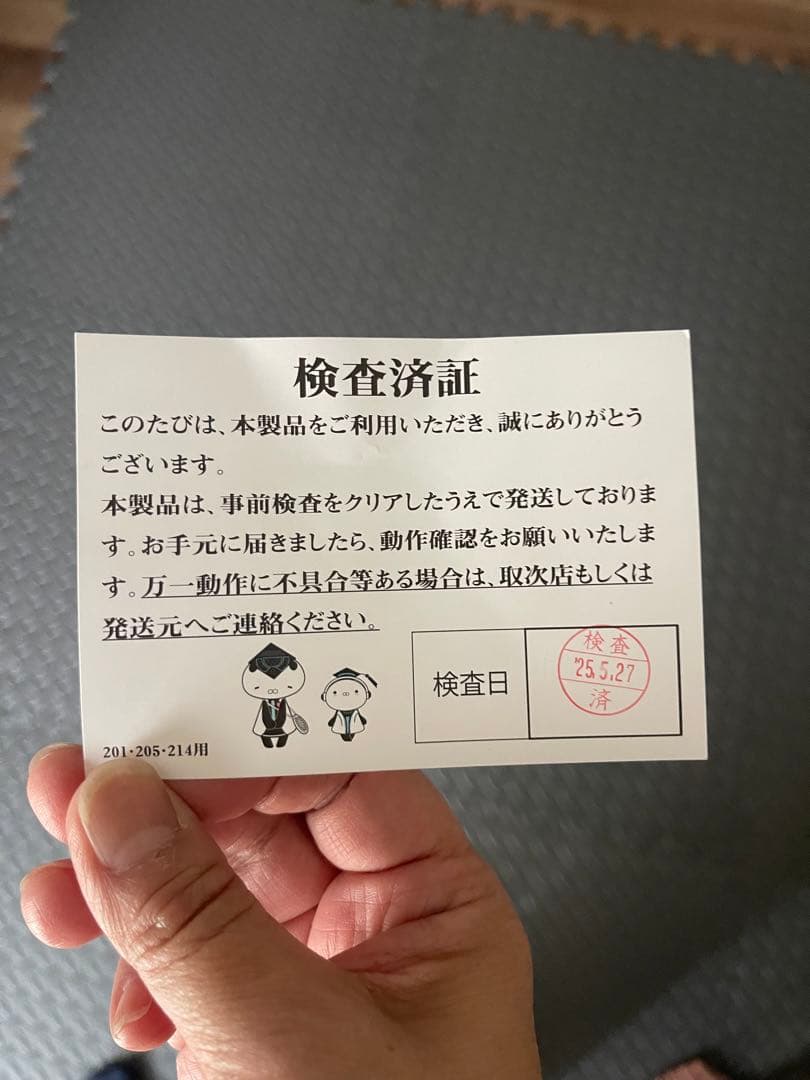 検査済証
このたびは、本製品をご利用いただき、誠にありがとう
ございます。
本製品は、事前検査をクリアしたうえで発送しておりま
す。お手元に届きましたら、動作確認をお願いいたしま
す。万一動作に不具合等ある場合は、取次店もしくは
発送元へご連絡ください。
検査日
検査
'25.5.27
済
201・205・214用